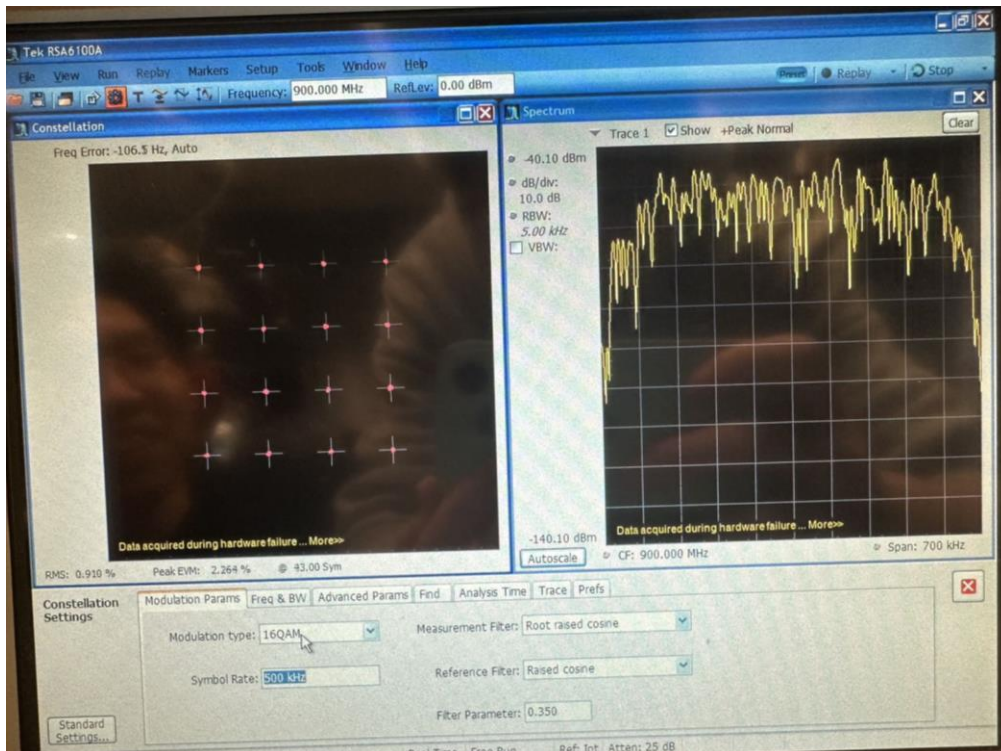 Tek RSA6100A
File View Run Replay Markers Setup Tools Window Help
Preset Replay Stop
T Frequency: 900.000 MHz RefLev: 0.00 dBm
Constellation
Freq Error: -106.5 Hz, Auto
Data acquired during hardware failure ... More>>
RMS: 0.910 % Peak EVM: 2.264 % @ 43.00 Sym
Spectrum
Trace 1 Show +Peak Normal Clear
-40.10 dBm
dB/div:
10.0 dB
RBW:
5.00 kHz
VBW:
Data acquired during hardware failure ... More>>
-140.10 dBm
Autoscale CF: 900.000 MHz Span: 700 kHz
Constellation
Settings
Modulation Params Freq & BW Advanced Params Find Analysis Time Trace Prefs
Modulation type: 16QAM Measurement Filter: Root raised cosine
Symbol Rate: 500 kHz Reference Filter: Raised cosine
Filter Parameter: 0.350
Standard
Settings...
Ref: Int Atten: 25 dB